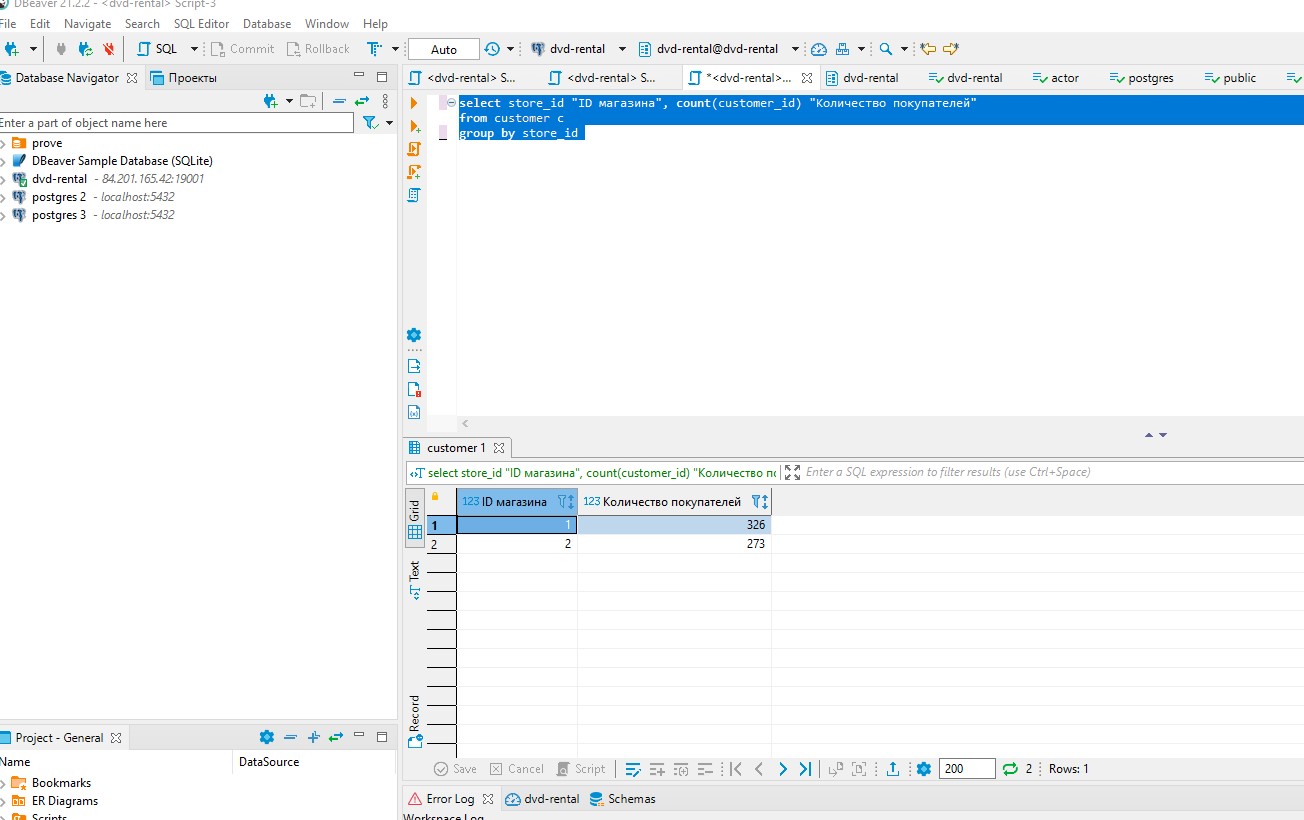 DBeaver 21.2.2 - <dvd-rental> Script-3
File Edit Navigate Search SQL Editor Database Window Help
SQL Commit Rollback Auto dvd-rental dvd-rental@dvd-rental
Database Navigator Проекты
<dvd-rental> S... <dvd-rental> S... *<dvd-rental>... dvd-rental dvd-rental actor postgres public
Enter a part of object name here
prove
DBeaver Sample Database (SQLite)
dvd-rental - 84.201.165.42:19001
postgres 2 - localhost:5432
postgres 3 - localhost:5432
select store_id "ID магазина", count(customer_id) "Количество покупателей"
from customer c
group by store_id
customer 1
select store_id "ID магазина", count(customer_id) "Количество по
Enter a SQL expression to filter results (use Ctrl+Space)
Grid
Text
Record
123 ID магазина 123 Количество покупателей
1 1 326
2 2 273
Save Cancel Script 200 2 Rows: 1
Project - General
Name DataSource
Bookmarks
ER Diagrams
Scripts
Error Log dvd-rental Schemas
Workspace Log